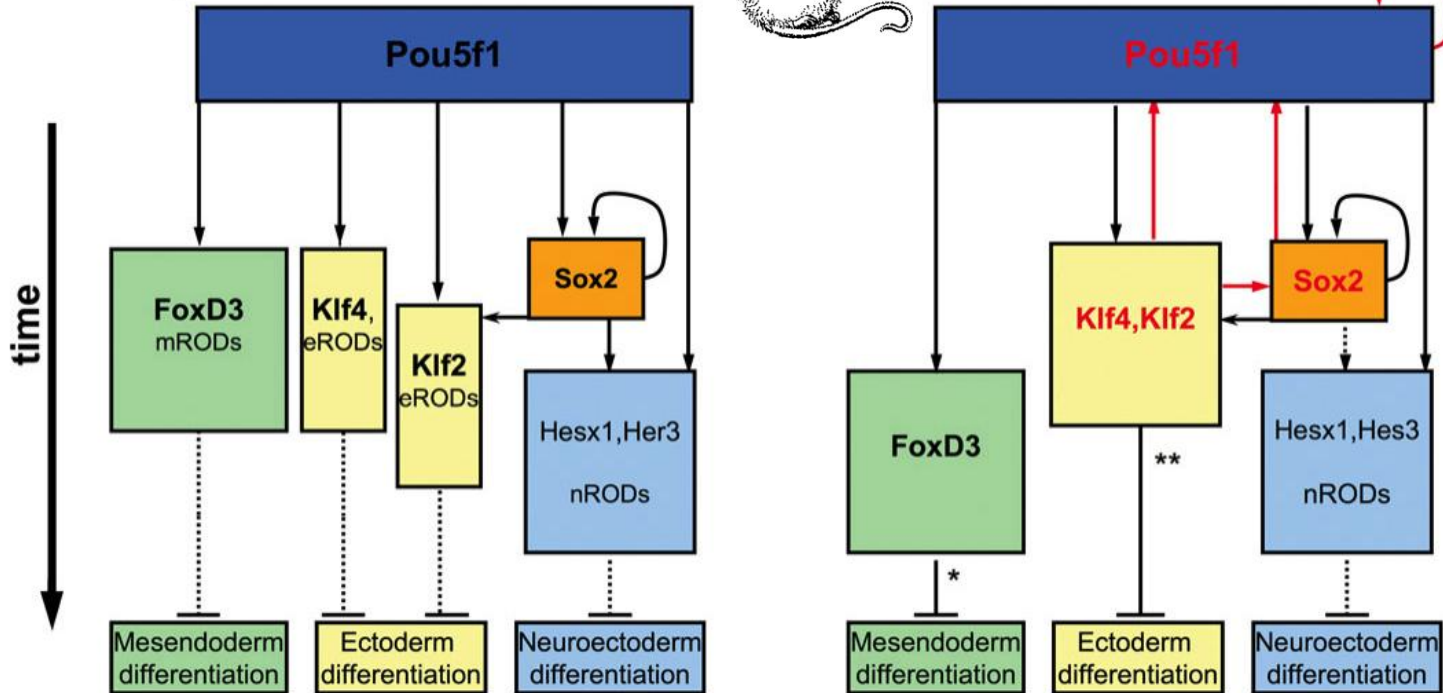 Pou5f1
time
FoxD3
mRODs
Klf4,
eRODs
Klf2
eRODs
Sox2
Hesx1,Her3
nRODs
Mesendoderm
differentiation
Ectoderm
differentiation
Neuroectoderm
differentiation
Pou5f1
Klf4,Klf2
Sox2
FoxD3
Hesx1,Hes3
nRODs
**
*
Mesendoderm
differentiation
Ectoderm
differentiation
Neuroectoderm
differentiation